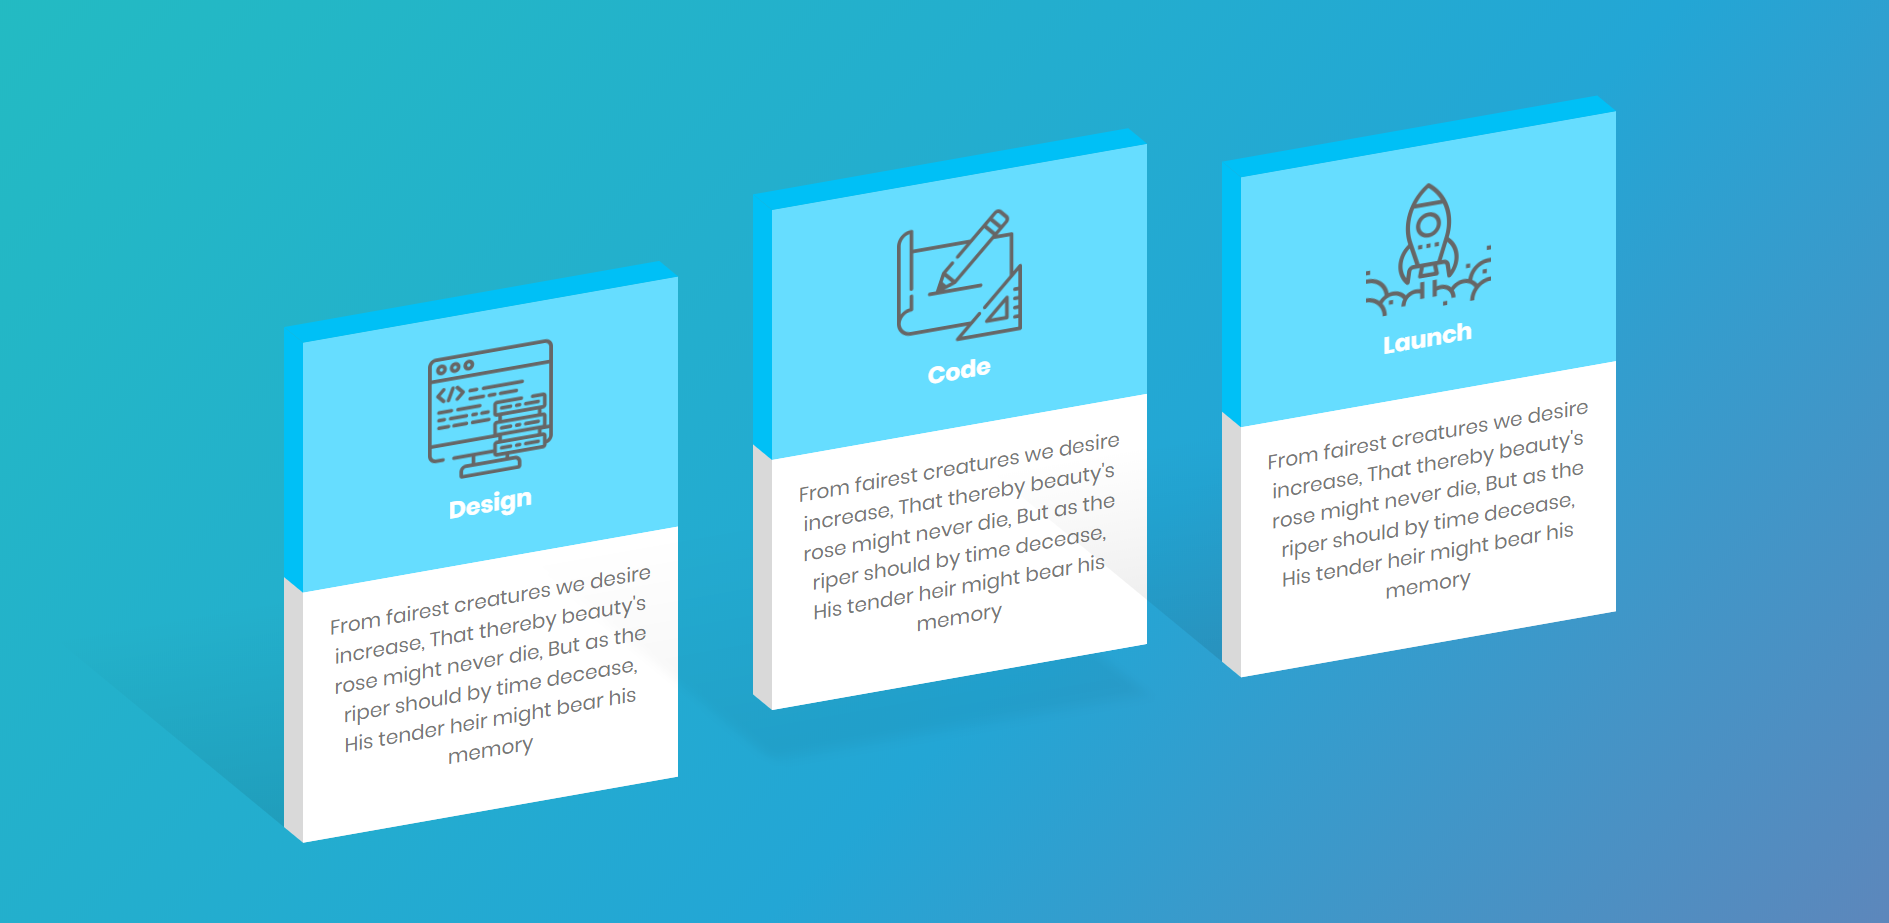 Design
From fairest creatures we desire
increase, That thereby beauty's
rose might never die, But as the
riper should by time decease,
His tender heir might bear his
memory
Code
From fairest creatures we desire
increase, That thereby beauty's
rose might never die, But as the
riper should by time decease,
His tender heir might bear his
memory
Launch
From fairest creatures we desire
increase, That thereby beauty's
rose might never die, But as the
riper should by time decease,
His tender heir might bear his
memory